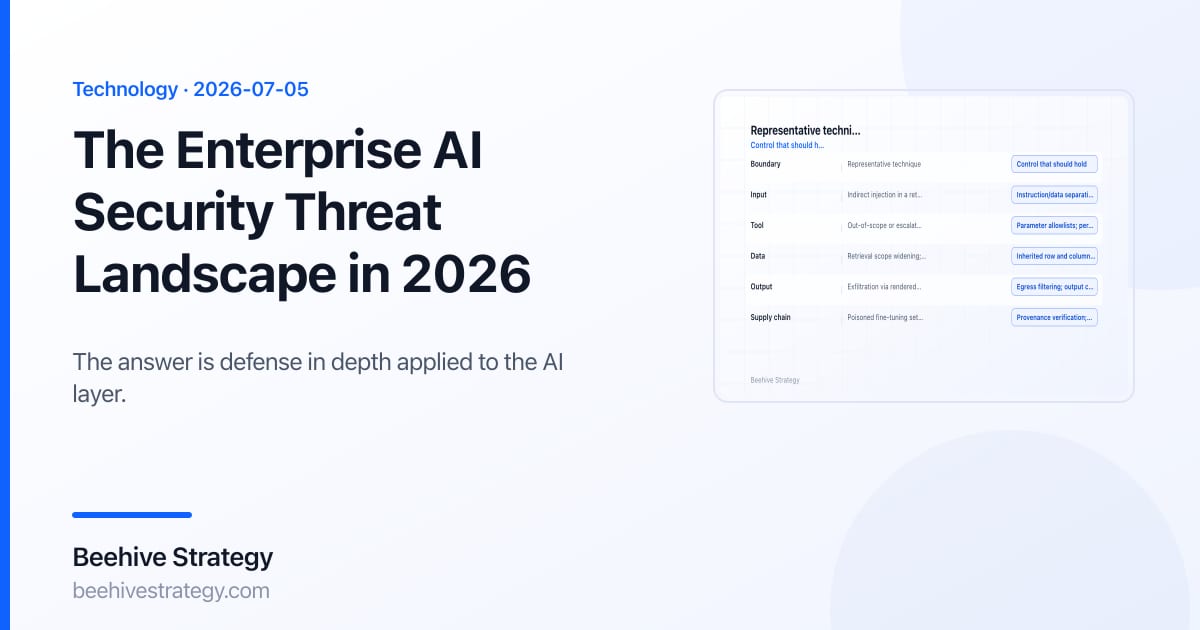 Technology · 2026-07-05
The Enterprise AI
Security Threat
Landscape in 2026
The answer is defense in depth applied to the AI
layer.
Beehive Strategy
beehivestrategy.com
Representative techni...
Control that should h...
Boundary Representative technique Control that should hold
Input Indirect injection in a ret... Instruction/data separati...
Tool Out-of-scope or escalat... Parameter allowlists; per...
Data Retrieval scope widening;... Inherited row and column...
Output Exfiltration via rendered... Egress filtering; output c...
Supply chain Poisoned fine-tuning set... Provenance verification;...
Beehive Strategy